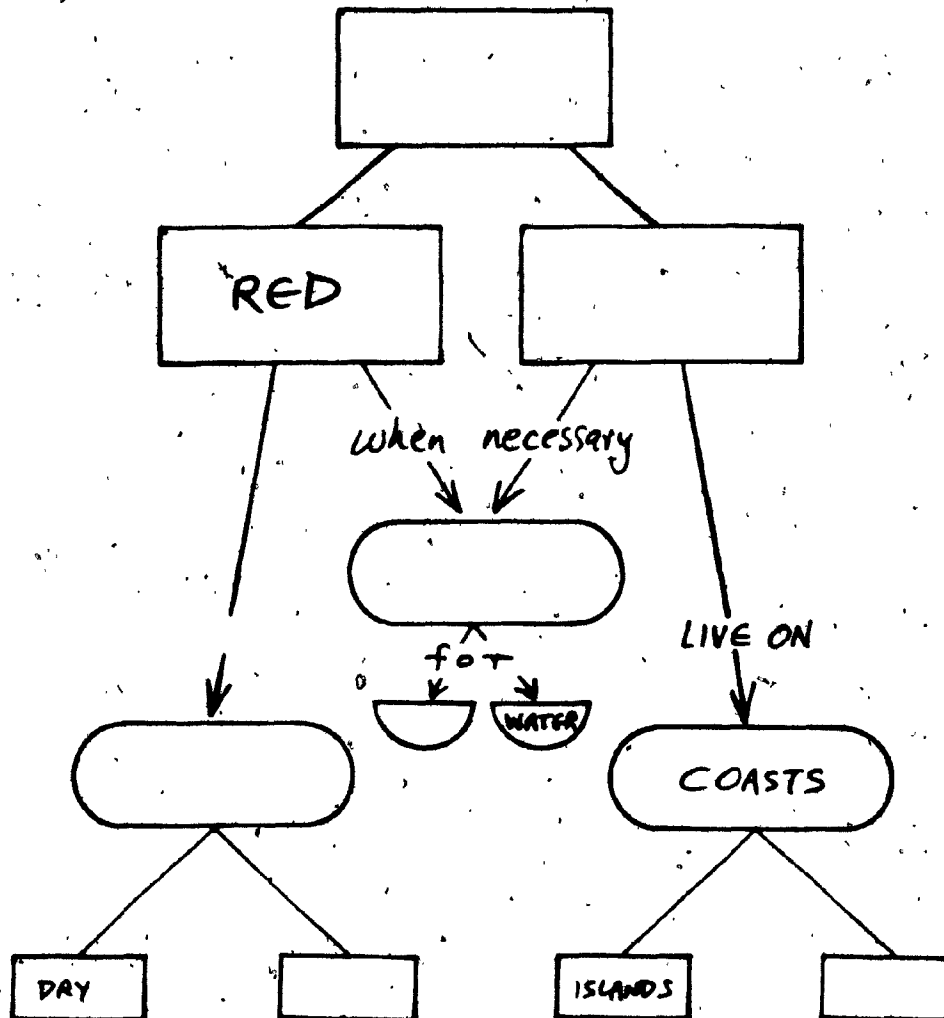 RED
when necessary
LIVE ON
for
WATER
COASTS
DRY
ISLANDS